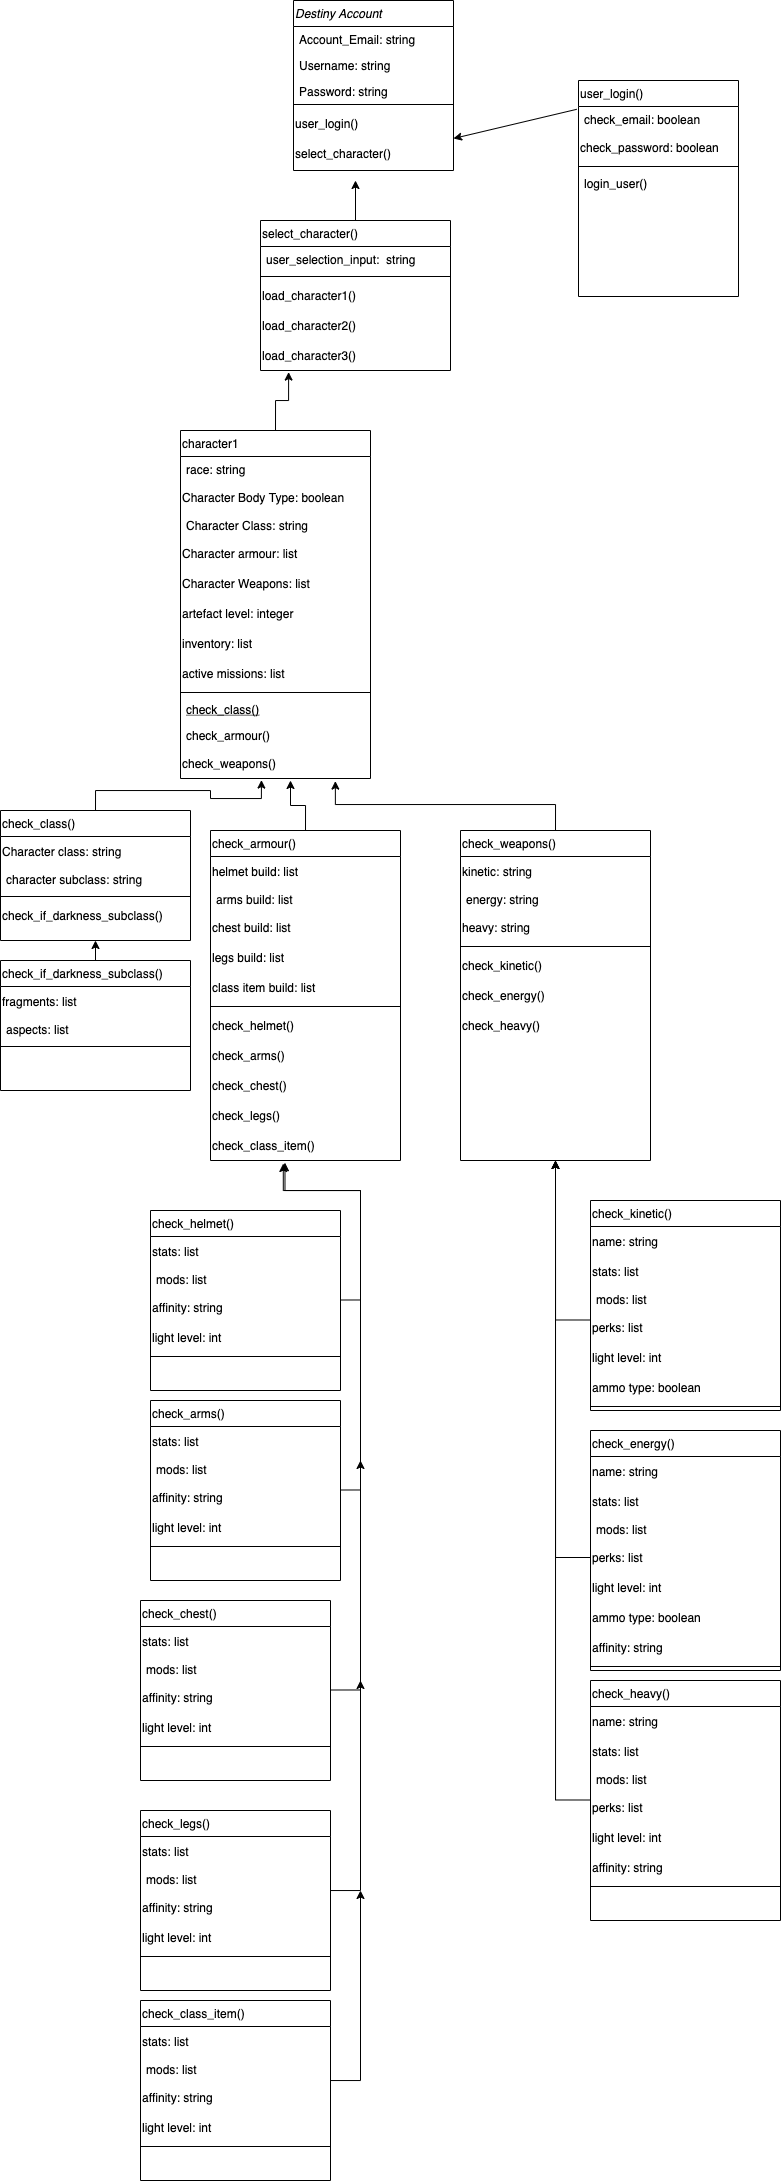 Destiny Account
Account_Email: string
Username: string
Password: string
user_login()
select_character()
user_login()
check_email: boolean
check_password: boolean
login_user()
select_character()
user_selection_input:  string
load_character1()
load_character2()
load_character3()
character1
race: string
Character Body Type: boolean
Character Class: string
Character armour: list
Character Weapons: list
artefact level: integer
inventory: list
active missions: list
check_class()
check_armour()
check_weapons()
check_class()
Character class: string
character subclass: string
check_if_darkness_subclass()
check_if_darkness_subclass()
fragments: list
aspects: list
check_armour()
helmet build: list
arms build: list
chest build: list
legs build: list
class item build: list
check_helmet()
check_arms()
check_chest()
check_legs()
check_class_item()
check_weapons()
kinetic: string
energy: string
heavy: string
check_kinetic()
check_energy()
check_heavy()
check_helmet()
stats: list
mods: list
affinity: string
light level: int
check_arms()
stats: list
mods: list
affinity: string
light level: int
check_chest()
stats: list
mods: list
affinity: string
light level: int
check_legs()
stats: list
mods: list
affinity: string
light level: int
check_class_item()
stats: list
mods: list
affinity: string
light level: int
check_kinetic()
name: string
stats: list
mods: list
perks: list
light level: int
ammo type: boolean
check_energy()
name: string
stats: list
mods: list
perks: list
light level: int
ammo type: boolean
affinity: string
check_heavy()
name: string
stats: list
mods: list
perks: list
light level: int
affinity: string